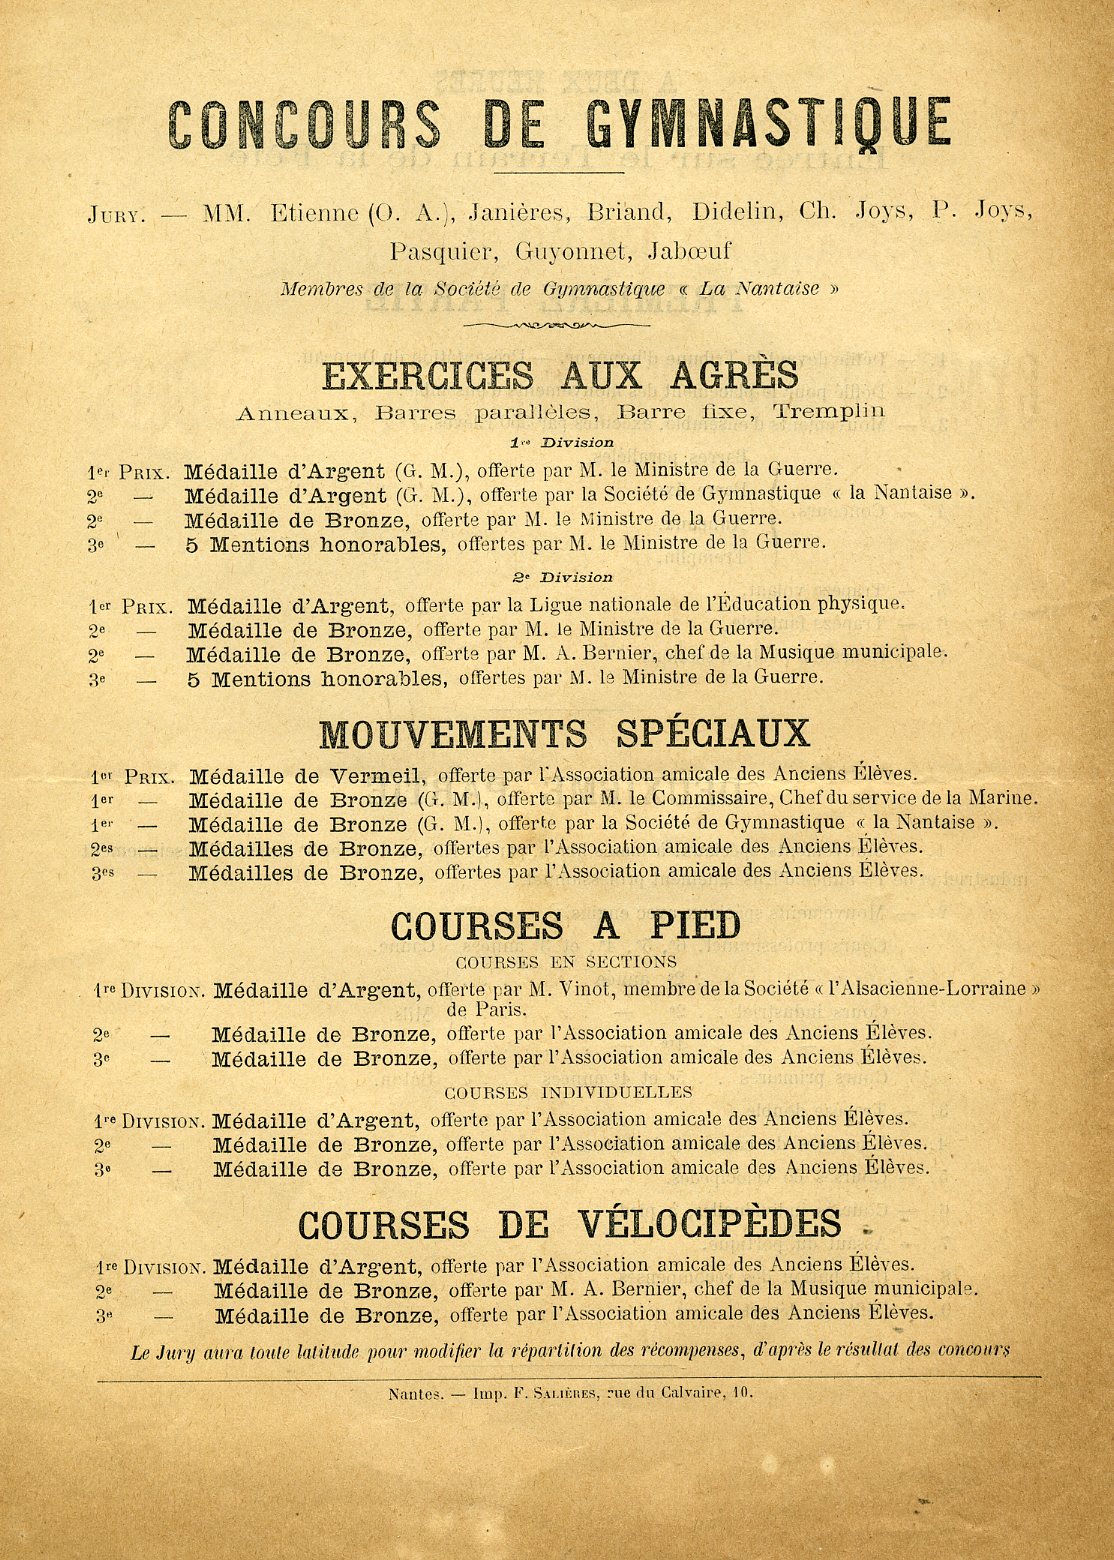 CONCOURS DE GYMNASTIQUE
JURY. — MM. Etienne (O. A.), Janières, Briand, Didelin, Ch. Joys, P. Joys,
Pasquier, Guyonnet, Jabœuf
Membres de la Société de Gymnastique « La Nantaise »
EXERCICES AUX AGRÈS
Anneaux, Barres parallèles, Barre fixe, Tremplin
1re Division
1er PRIX. Médaille d'Argent (G. M.), offerte par M. le Ministre de la Guerre.
2e — Médaille d'Argent (G. M.), offerte par la Société de Gymnastique « la Nantaise ».
2e — Médaille de Bronze, offerte par M. le Ministre de la Guerre.
3e — 5 Mentions honorables, offertes par M. le Ministre de la Guerre.
2e Division
1er PRIX. Médaille d'Argent, offerte par la Ligue nationale de l'Éducation physique.
2e — Médaille de Bronze, offerte par M. le Ministre de la Guerre.
2e — Médaille de Bronze, offerte par M. A. Bernier, chef de la Musique municipale.
3e — 5 Mentions honorables, offertes par M. le Ministre de la Guerre.
MOUVEMENTS SPÉCIAUX
1er PRIX. Médaille de Vermeil, offerte par l'Association amicale des Anciens Élèves.
1er — Médaille de Bronze (G. M.), offerte par M. le Commissaire, Chef du service de la Marine.
1er — Médaille de Bronze (G. M.), offerte par la Société de Gymnastique « la Nantaise ».
2es — Médailles de Bronze, offertes par l'Association amicale des Anciens Élèves.
3es — Médailles de Bronze, offertes par l'Association amicale des Anciens Élèves.
COURSES A PIED
COURSES EN SECTIONS
1re DIVISION. Médaille d'Argent, offerte par M. Vinot, membre de la Société « l'Alsacienne-Lorraine »
de Paris.
2e — Médaille de Bronze, offerte par l'Association amicale des Anciens Élèves.
3e — Médaille de Bronze, offerte par l'Association amicale des Anciens Élèves.
COURSES INDIVIDUELLES
1re DIVISION. Médaille d'Argent, offerte par l'Association amicale des Anciens Élèves.
2e — Médaille de Bronze, offerte par l'Association amicale des Anciens Élèves.
3e — Médaille de Bronze, offerte par l'Association amicale des Anciens Élèves.
COURSES DE VÉLOCIPÈDES
1re DIVISION. Médaille d'Argent, offerte par l'Association amicale des Anciens Élèves.
2e — Médaille de Bronze, offerte par M. A. Bernier, chef de la Musique municipale.
3e — Médaille de Bronze, offerte par l'Association amicale des Anciens Élèves.
Le Jury aura toute latitude pour modifier la répartition des récompenses, d'après le résultat des concours
Nantes. — Imp. F. SALIÈRES, rue du Calvaire, 10.